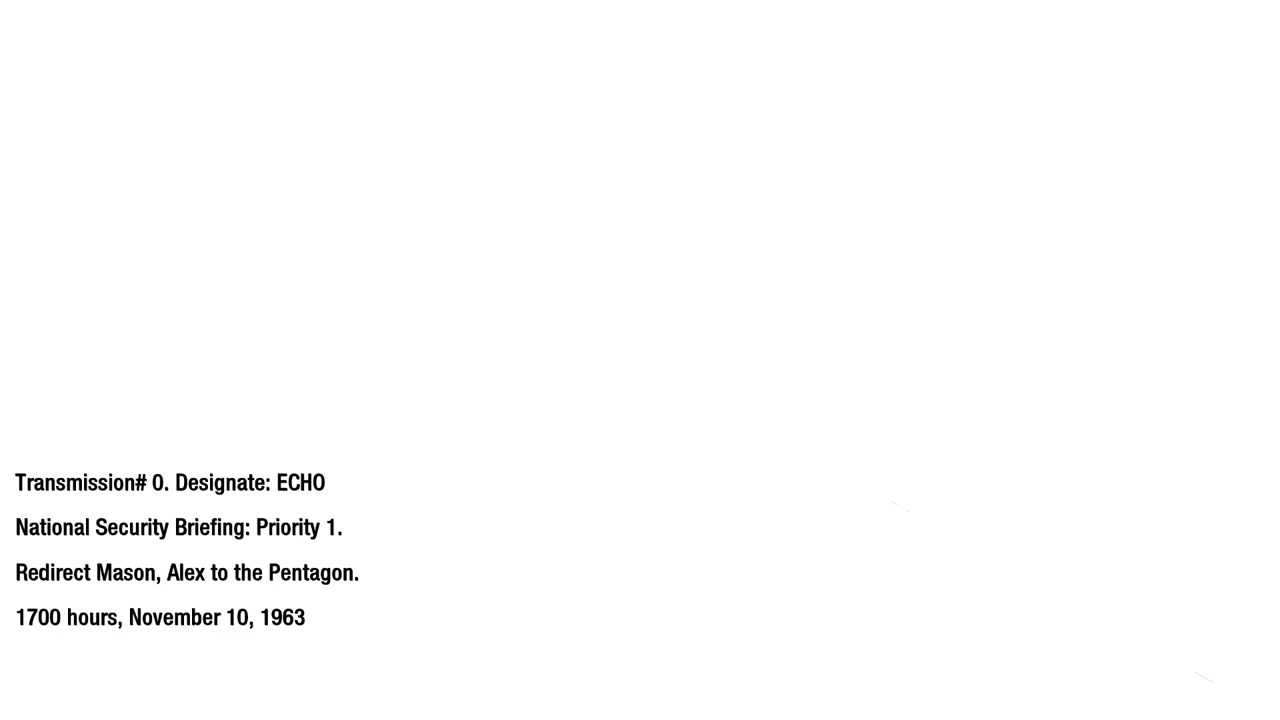 Transmission# 0. Designate: ECHO
National Security Briefing: Priority 1.
Redirect Mason, Alex to the Pentagon.
1700 hours, November 10, 1963